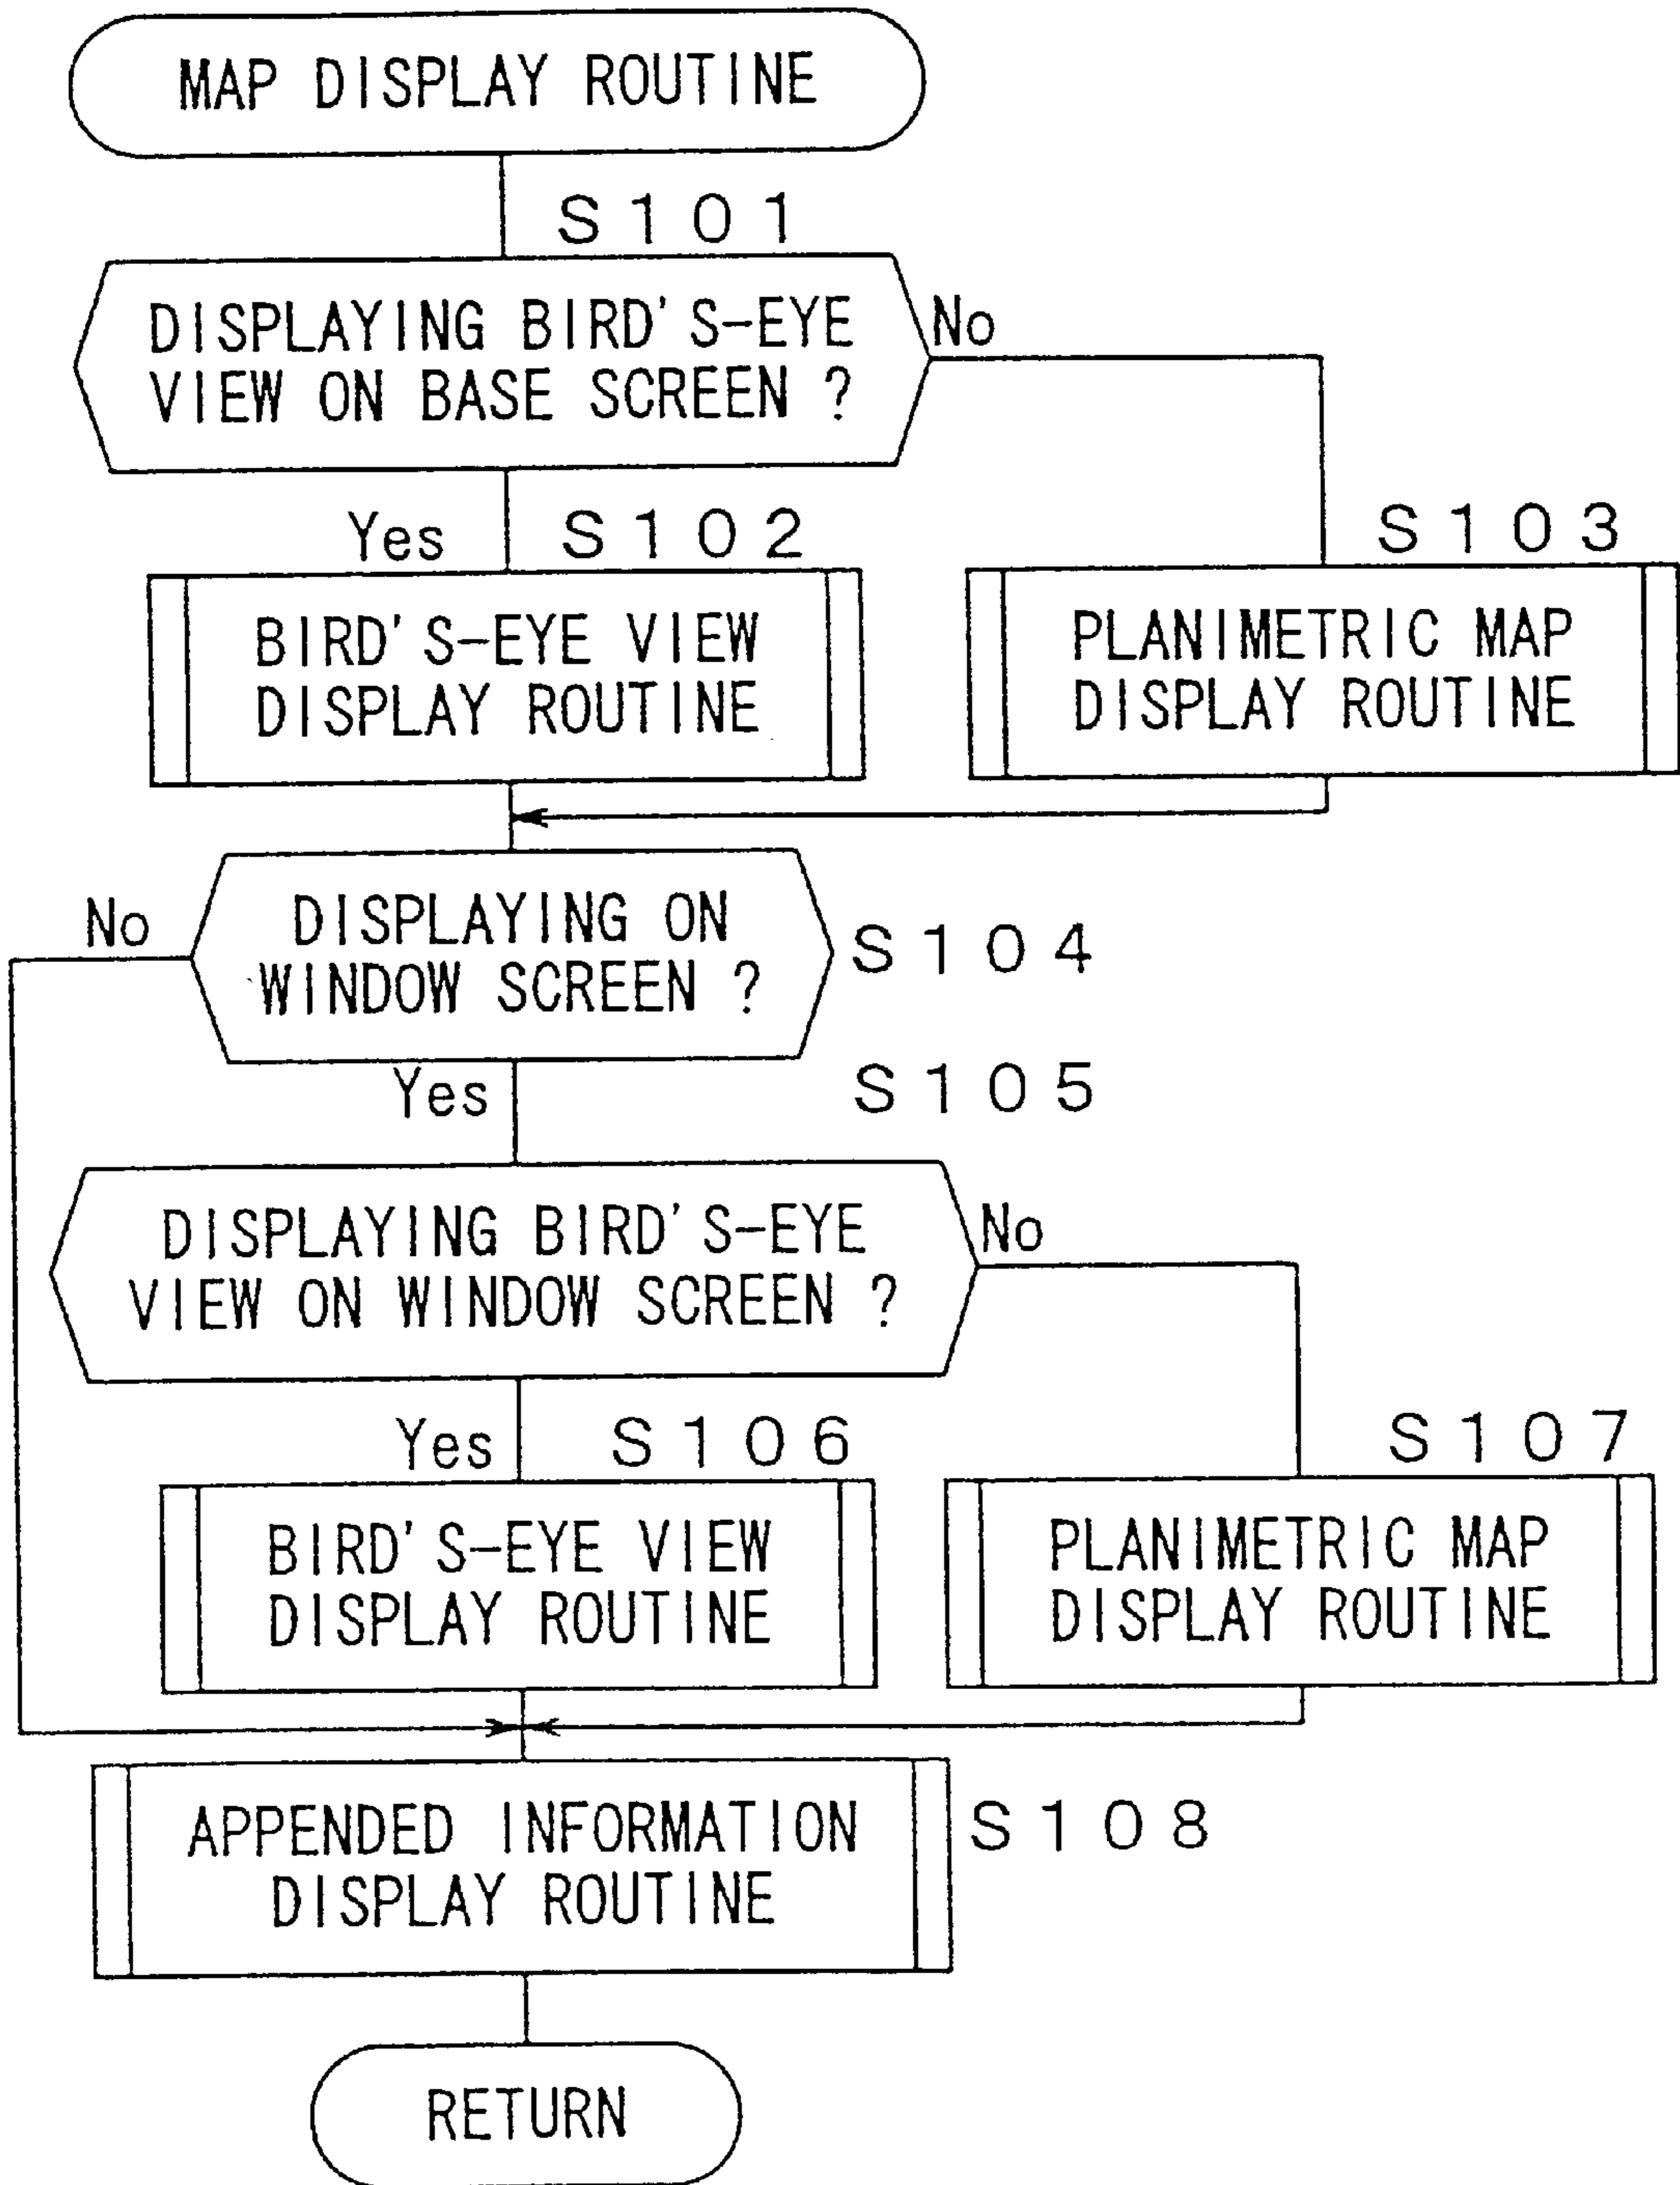 MAP DISPLAY ROUTINE
S101
DISPLAYING BIRD'S-EYE
VIEW ON BASE SCREEN ?
No
Yes
S102
S103
BIRD'S-EYE VIEW
DISPLAY ROUTINE
PLANIMETRIC MAP
DISPLAY ROUTINE
No
DISPLAYING ON
WINDOW SCREEN ?
S104
Yes
S105
DISPLAYING BIRD'S-EYE
VIEW ON WINDOW SCREEN ?
No
Yes
S106
S107
BIRD'S-EYE VIEW
DISPLAY ROUTINE
PLANIMETRIC MAP
DISPLAY ROUTINE
APPENDED INFORMATION
DISPLAY ROUTINE
S108
RETURN